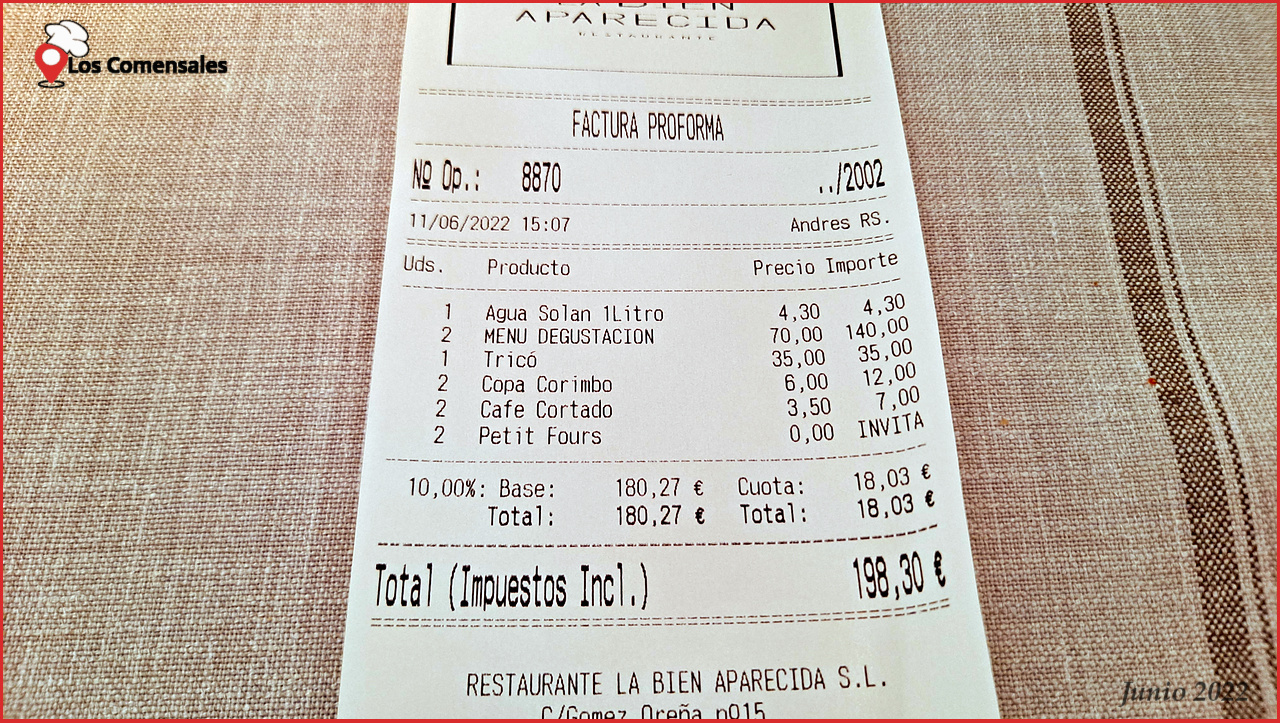 Los Comensales
APARECIDA
RESTAURANTE
FACTURA PROFORMA
Nº Op.: 8870 ../2002
11/06/2022 15:07 Andres RS.
Uds. Producto Precio Importe
1 Agua Solan 1Litro 4,30 4,30
2 MENU DEGUSTACION 70,00 140,00
1 Tricó 35,00 35,00
2 Copa Corimbo 6,00 12,00
2 Cafe Cortado 3,50 7,00
2 Petit Fours 0,00 INVITA
10,00%: Base: 180,27 € Cuota: 18,03 €
Total: 180,27 € Total: 18,03 €
Total (Impuestos Incl.) 198,30 €
RESTAURANTE LA BIEN APARECIDA S.L.
C/Gomez Oreña nº15
Junio 2022